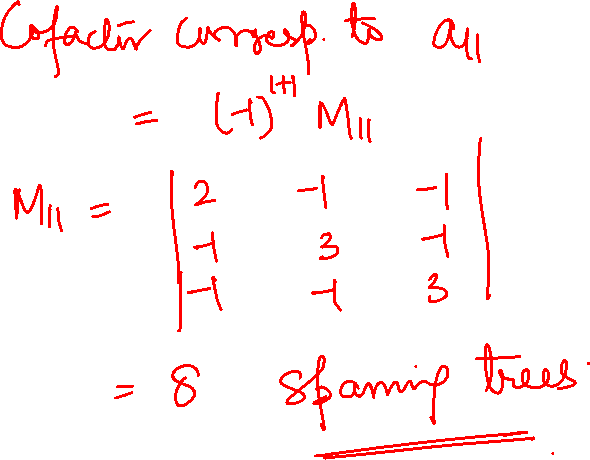 Cofactor corresp. to a₁₁
= (-1)¹⁺¹ M₁₁
M₁₁ = | 2 -1 -1 |
| -1 3 -1 |
| -1 -1 3 |
= 8 spanning trees.